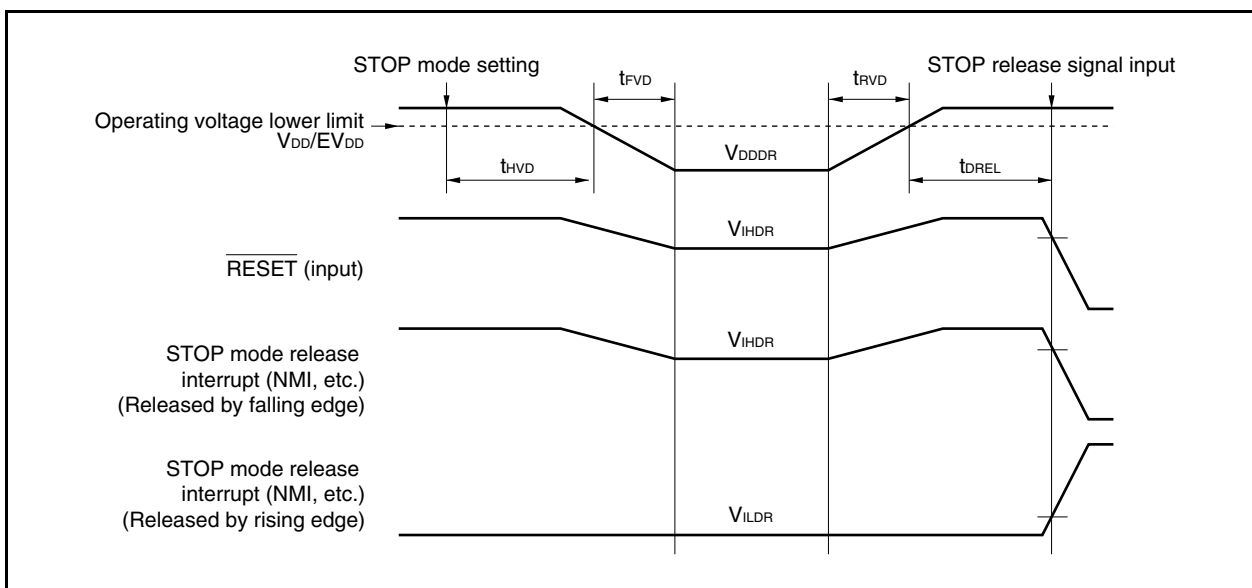 STOP mode setting
tFVD
tRVD
STOP release signal input
Operating voltage lower limit
VDD/EVDD
tHVD
VDDDR
tDREL
RESET (input)
VIHDR
STOP mode release
interrupt (NMI, etc.)
(Released by falling edge)
VIHDR
STOP mode release
interrupt (NMI, etc.)
(Released by rising edge)
VILDR